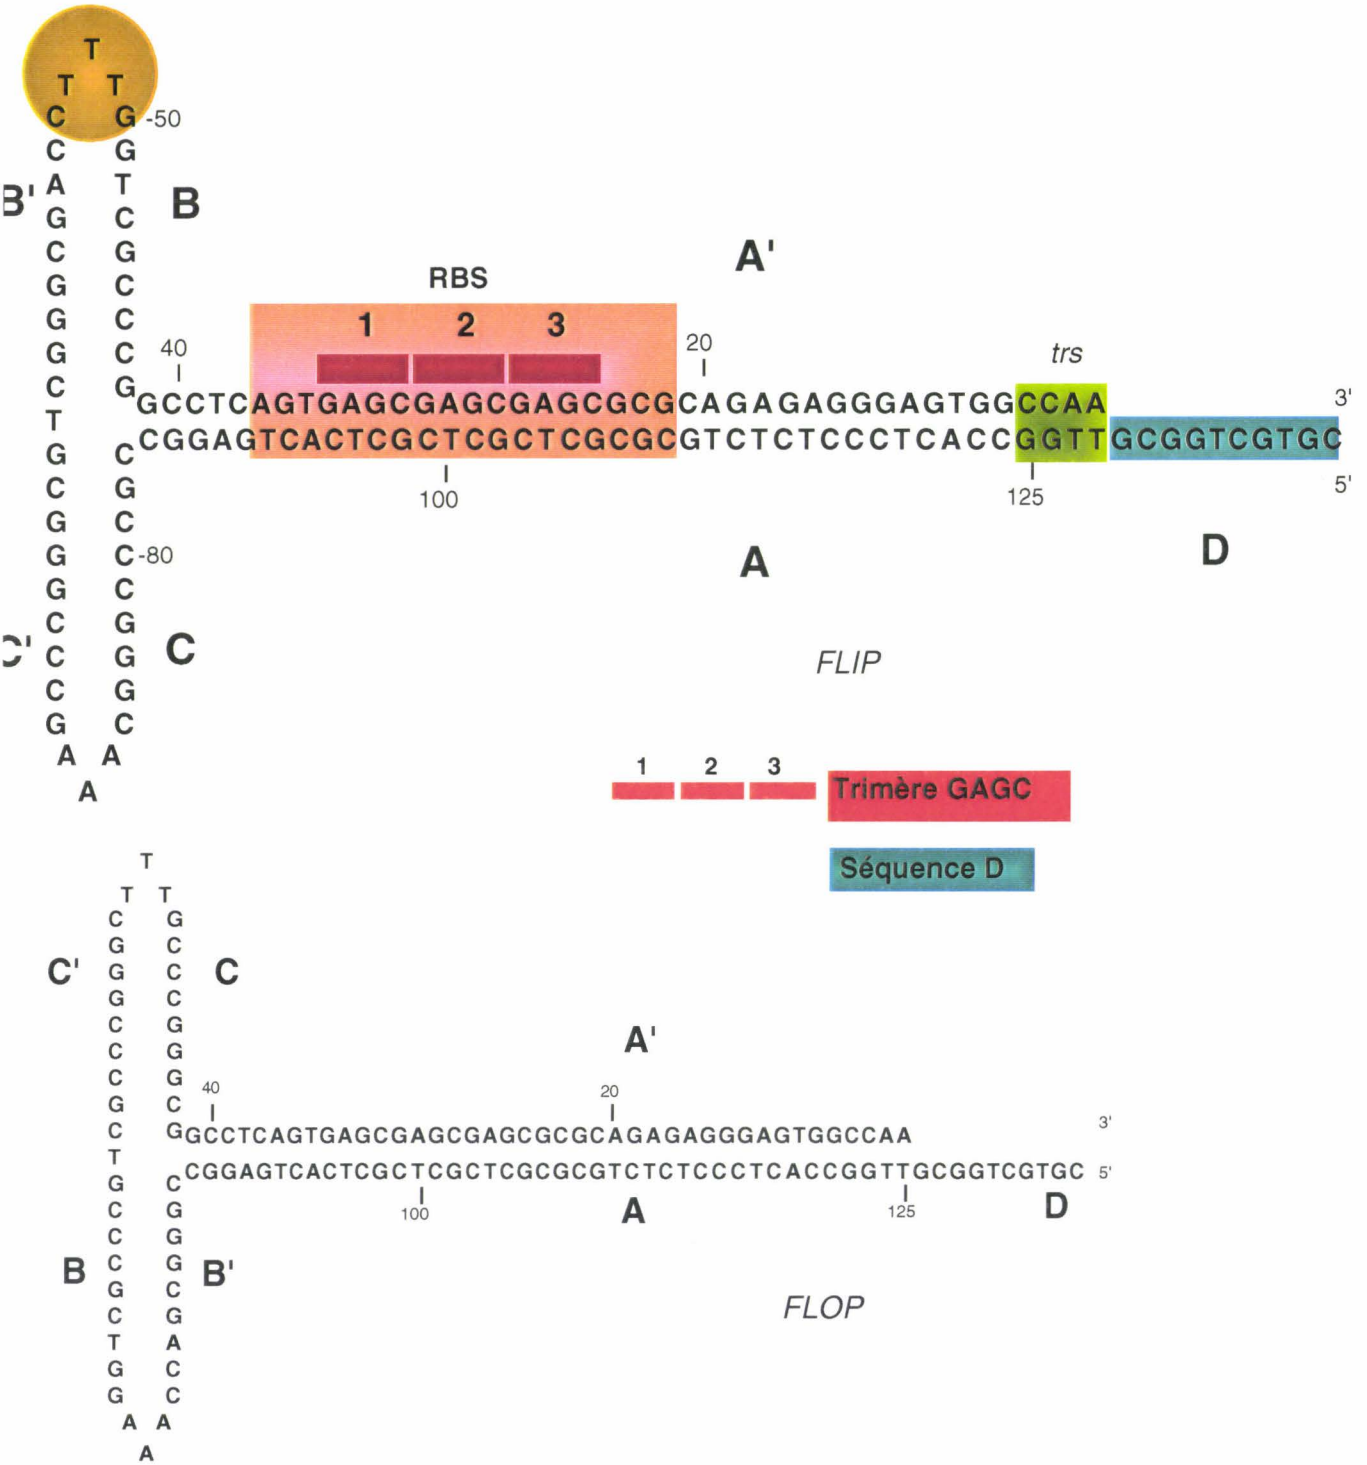 T
T T
C G -50
C G
B' A T B
G C
C G
G C
RBS
A'
G C
1 2 3
G C
40
20
trs
C G
GCCTCAGTGAGCGAGCGAGCGCGCAGAGAGGGAGTGGCCAA 3'
T
CGGAGTCACTCGCTCGCTCGCGCGTCTCTCCCTCACCGGTTGCGGTCGTGC
G C
C G
100
125
5'
G C
G C -80
A
D
G C
C G
C' C G C
FLIP
C G
G C
A A
A
1 2 3
Trimère GAGC
Séquence D
T
T T
C G
G C
C' G C C
G C
C G
C G
A'
C G
40
20
G C
C G
GCCTCAGTGAGCGAGCGAGCGCGCAGAGAGGGAGTGGCCAA 3'
T
CGGAGTCACTCGCTCGCTCGCGCGTCTCTCCCTCACCGGTTGCGGTCGTGC 5'
G C
C G
100
A
125
D
C G
B C G B'
G C
C G
FLOP
T A
G C
G C
A A
A